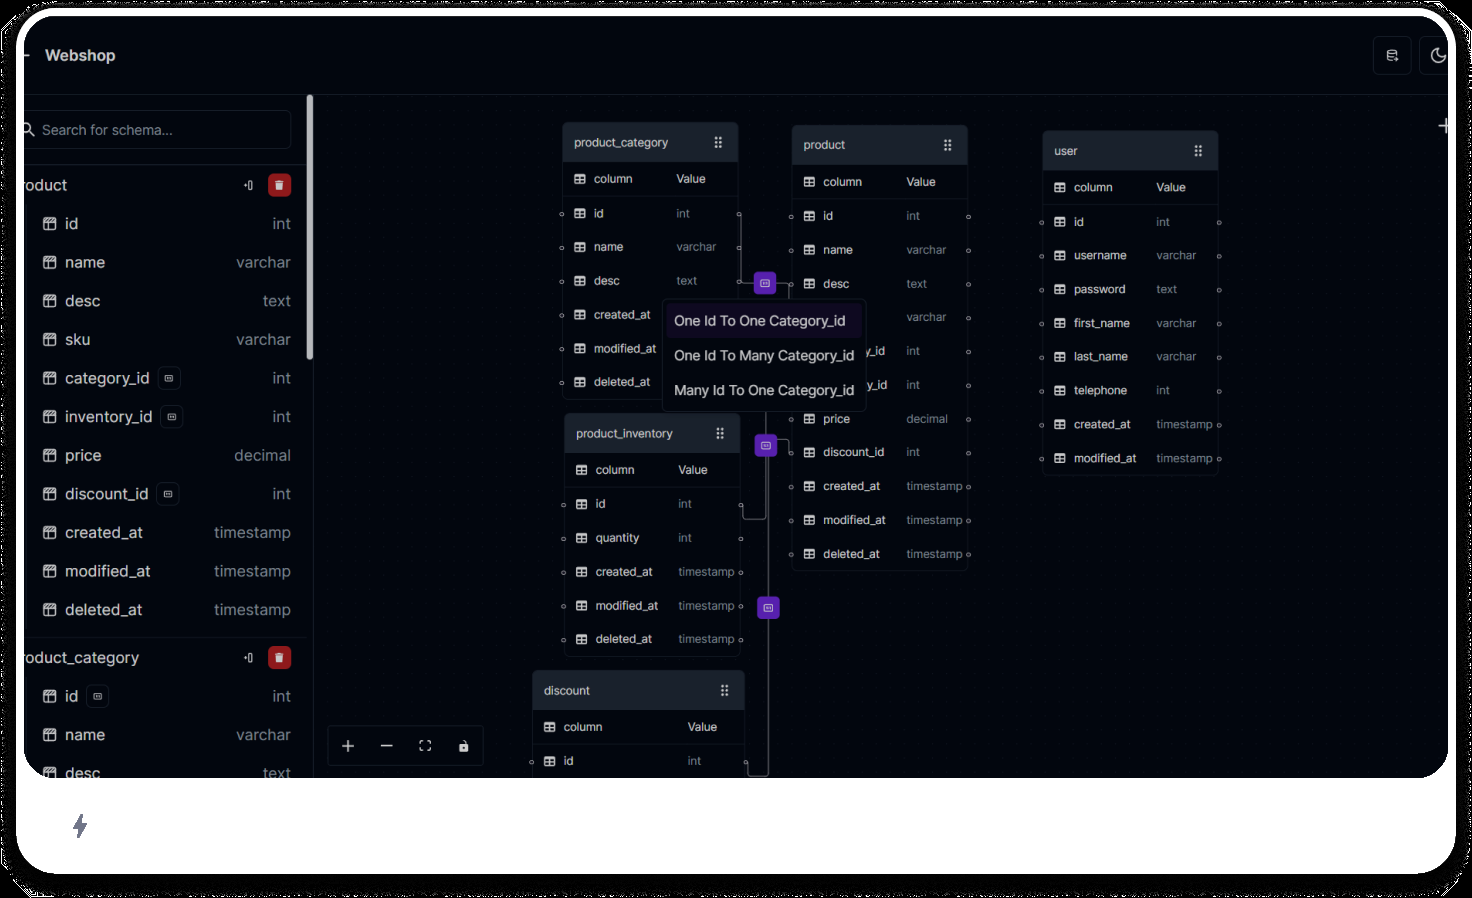 Webshop
Search for schema...
roduct
id int
name varchar
desc text
sku varchar
category_id int
inventory_id int
price decimal
discount_id int
created_at timestamp
modified_at timestamp
deleted_at timestamp
roduct_category
id int
name varchar
desc text
product_category
column Value
id int
name varchar
desc text
created_at
modified_at
deleted_at
One Id To One Category_id
One Id To Many Category_id
Many Id To One Category_id
product_inventory
column Value
id int
quantity int
created_at timestamp
modified_at timestamp
deleted_at timestamp
discount
column Value
id int
product
column Value
id int
name varchar
desc text
varchar
y_id int
y_id int
price decimal
discount_id int
created_at timestamp
modified_at timestamp
deleted_at timestamp
user
column Value
id int
username varchar
password text
first_name varchar
last_name varchar
telephone int
created_at timestamp
modified_at timestamp